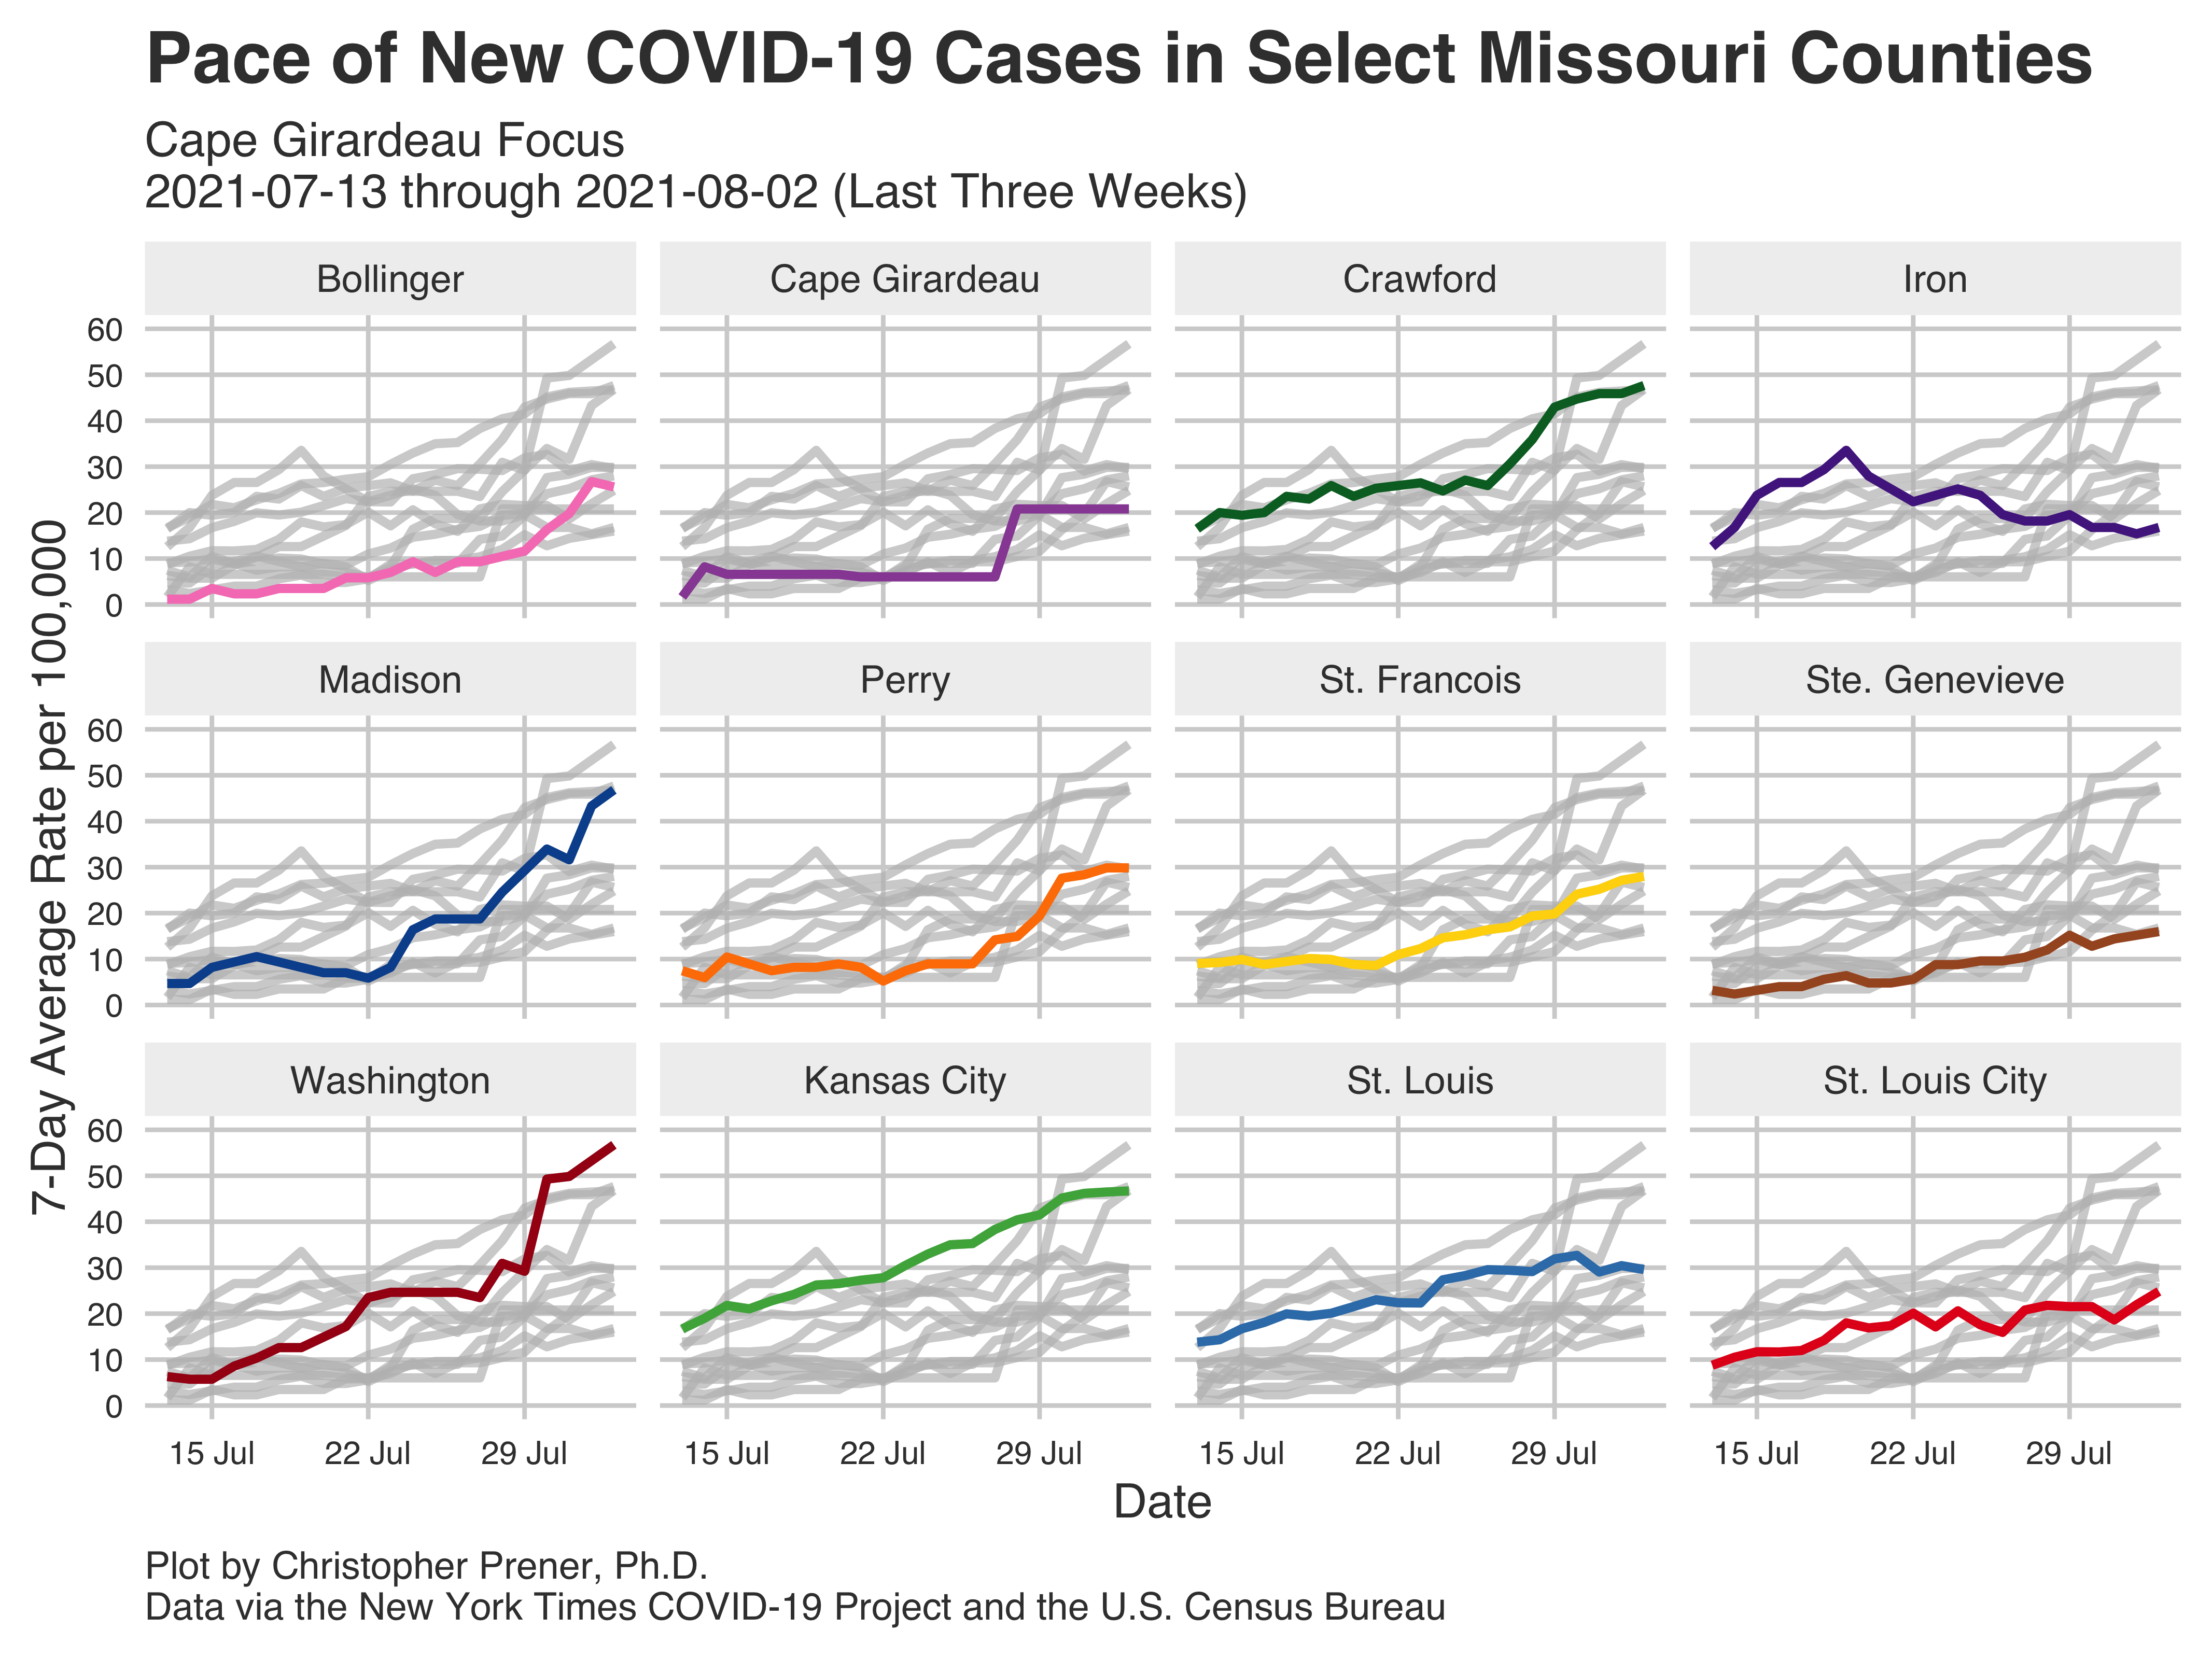 Pace of New COVID-19 Cases in Select Missouri Counties
Cape Girardeau Focus
2021-07-13 through 2021-08-02 (Last Three Weeks)
7-Day Average Rate per 100,000
Bollinger
Cape Girardeau
Crawford
Iron
60
50
40
30
20
10
0
Madison
Perry
St. Francois
Ste. Genevieve
60
50
40
30
20
10
0
Washington
Kansas City
St. Louis
St. Louis City
60
50
40
30
20
10
0
15 Jul 22 Jul 29 Jul
15 Jul 22 Jul 29 Jul
15 Jul 22 Jul 29 Jul
15 Jul 22 Jul 29 Jul
Date
Plot by Christopher Prener, Ph.D.
Data via the New York Times COVID-19 Project and the U.S. Census Bureau